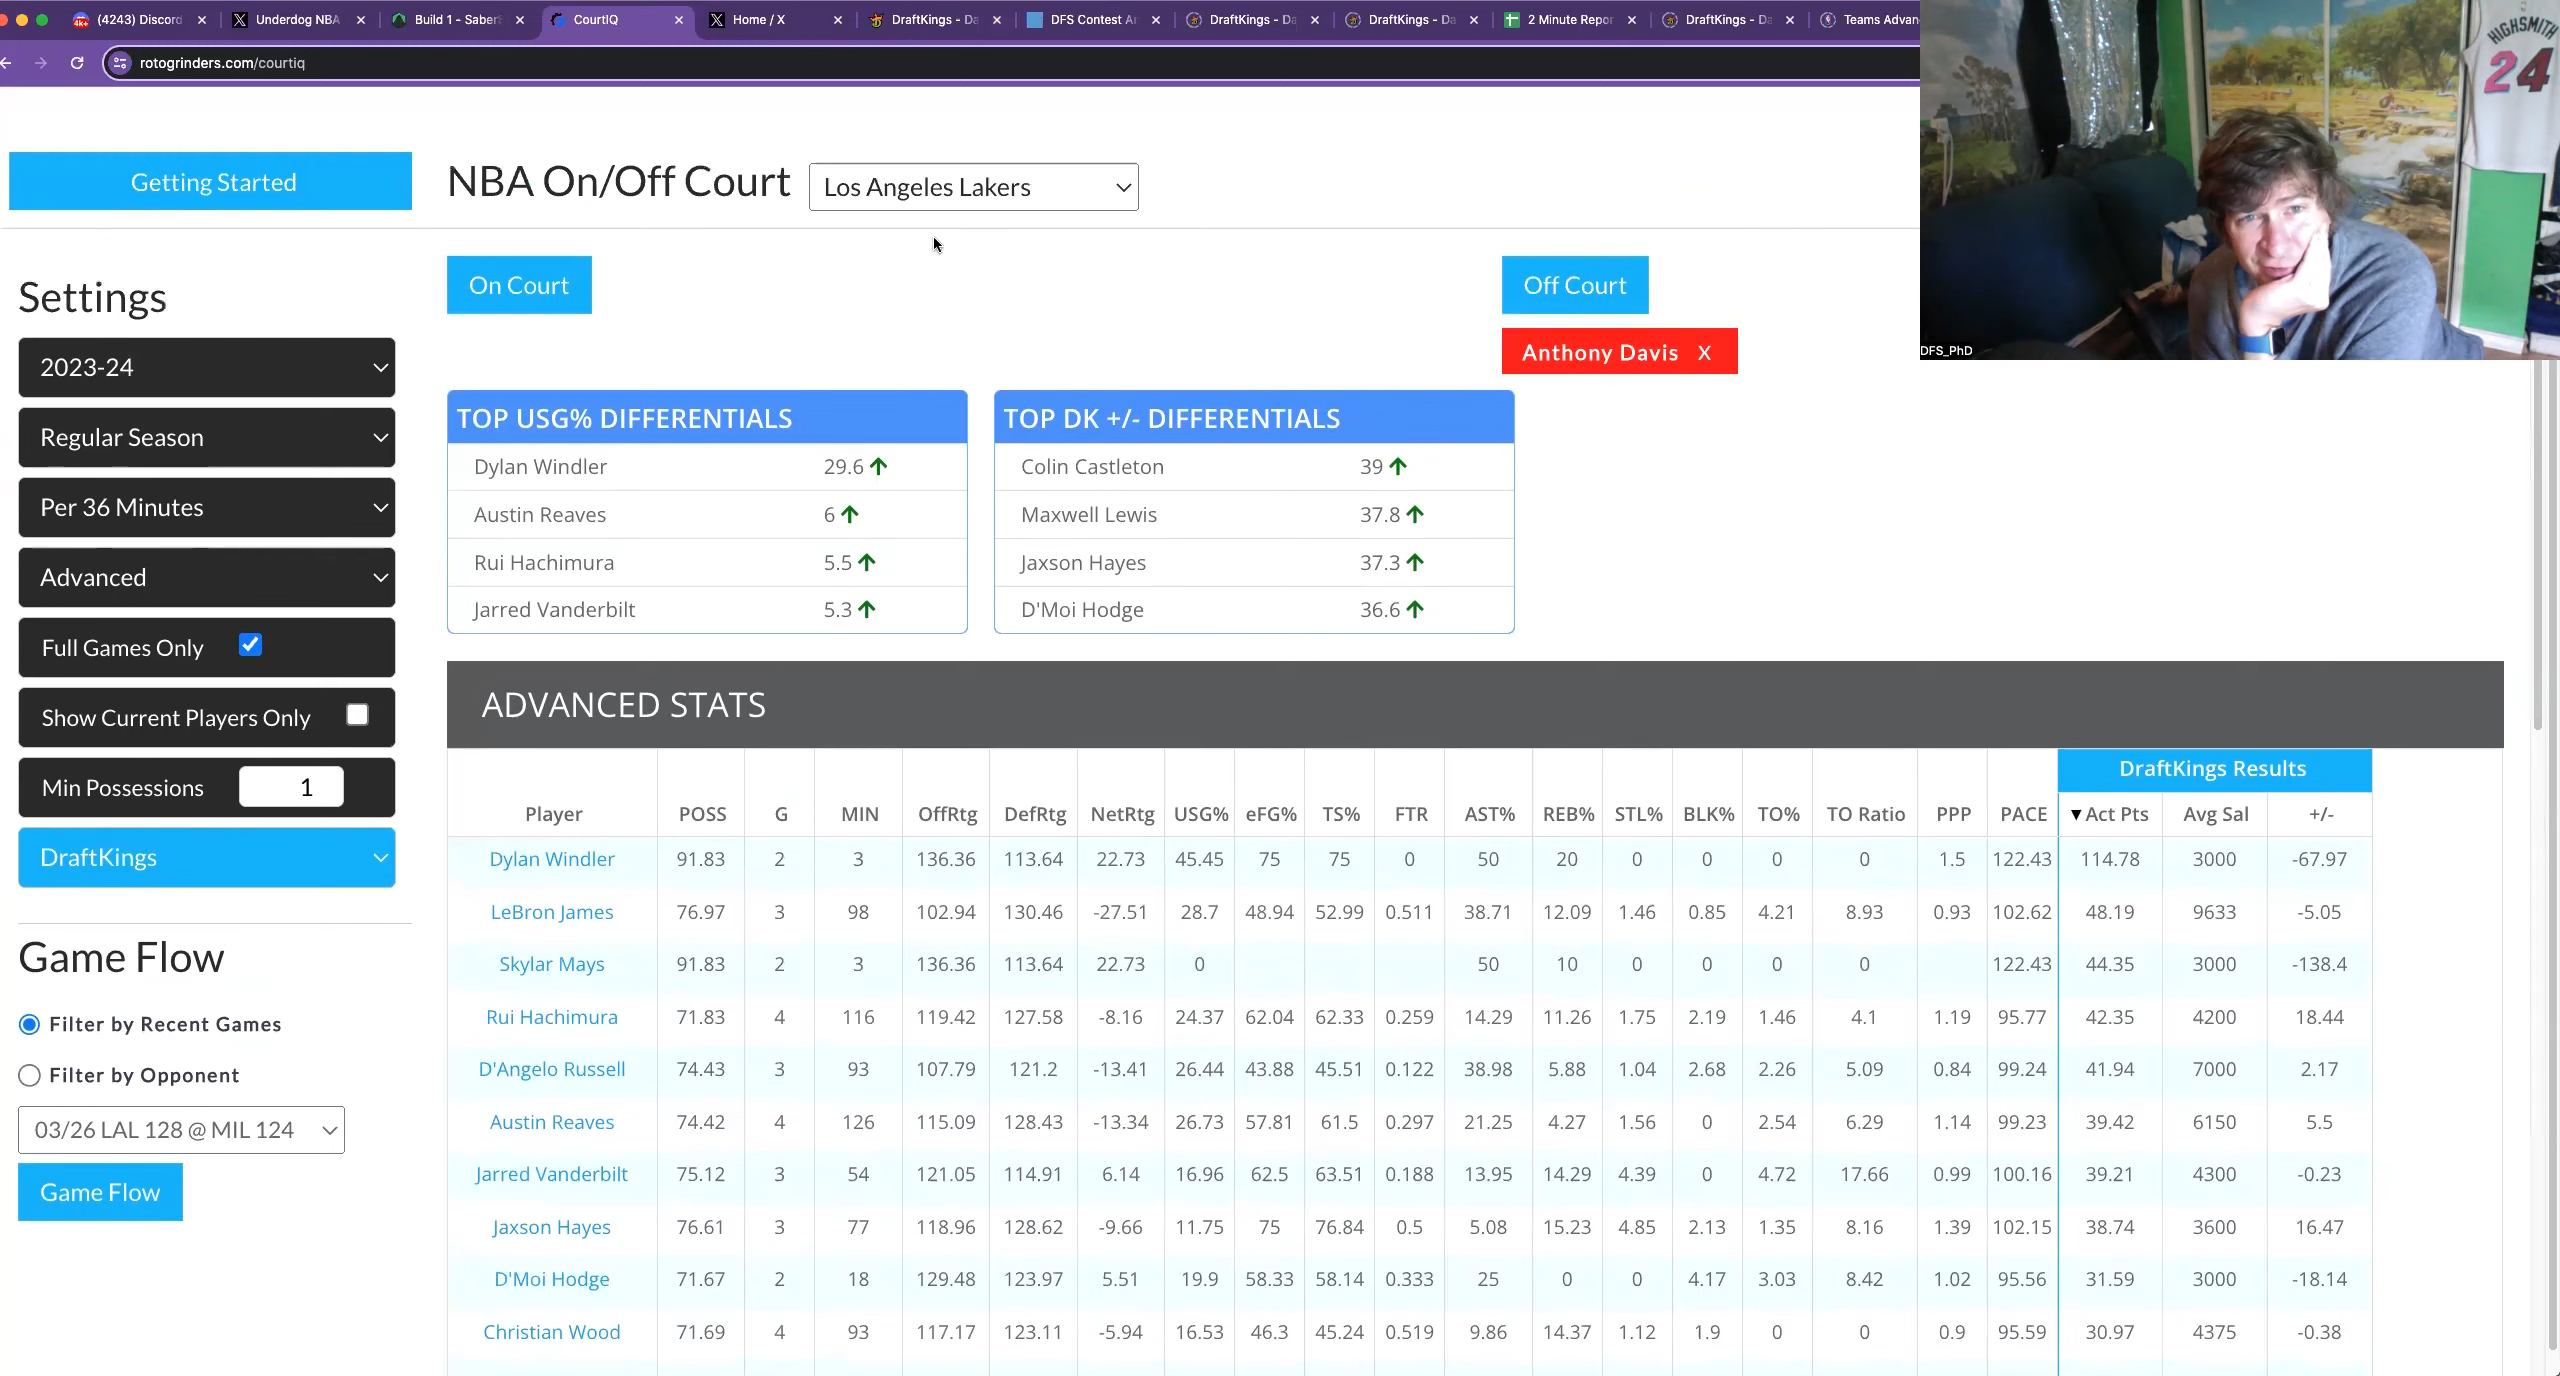 (4243) Discord
Underdog NBA
Build 1 - Saber
CourtIQ
Home / X
DraftKings - Da
DFS Contest An
DraftKings - Da
DraftKings - Da
2 Minute Repor
DraftKings - Da
Teams Advan
rotogrinders.com/courtiq
HIGHSMITH
24
DFS_PhD
Getting Started
NBA On/Off Court
Los Angeles Lakers
On Court
Off Court
Anthony Davis X
Settings
2023-24
Regular Season
Per 36 Minutes
Advanced
Full Games Only
Show Current Players Only
Min Possessions 1
DraftKings
Game Flow
Filter by Recent Games
Filter by Opponent
03/26 LAL 128 @ MIL 124
Game Flow
TOP USG% DIFFERENTIALS
Dylan Windler 29.6
Austin Reaves 6
Rui Hachimura 5.5
Jarred Vanderbilt 5.3
TOP DK +/- DIFFERENTIALS
Colin Castleton 39
Maxwell Lewis 37.8
Jaxson Hayes 37.3
D'Moi Hodge 36.6
ADVANCED STATS
DraftKings Results
Player POSS G MIN OffRtg DefRtg NetRtg USG% eFG% TS% FTR AST% REB% STL% BLK% TO% TO Ratio PPP PACE ▼ Act Pts Avg Sal +/-
Dylan Windler 91.83 2 3 136.36 113.64 22.73 45.45 75 75 0 50 20 0 0 0 0 1.5 122.43 114.78 3000 -67.97
LeBron James 76.97 3 98 102.94 130.46 -27.51 28.7 48.94 52.99 0.511 38.71 12.09 1.46 0.85 4.21 8.93 0.93 102.62 48.19 9633 -5.05
Skylar Mays 91.83 2 3 136.36 113.64 22.73 0 50 10 0 0 0 0 122.43 44.35 3000 -138.4
Rui Hachimura 71.83 4 116 119.42 127.58 -8.16 24.37 62.04 62.33 0.259 14.29 11.26 1.75 2.19 1.46 4.1 1.19 95.77 42.35 4200 18.44
D'Angelo Russell 74.43 3 93 107.79 121.2 -13.41 26.44 43.88 45.51 0.122 38.98 5.88 1.04 2.68 2.26 5.09 0.84 99.24 41.94 7000 2.17
Austin Reaves 74.42 4 126 115.09 128.43 -13.34 26.73 57.81 61.5 0.297 21.25 4.27 1.56 0 2.54 6.29 1.14 99.23 39.42 6150 5.5
Jarred Vanderbilt 75.12 3 54 121.05 114.91 6.14 16.96 62.5 63.51 0.188 13.95 14.29 4.39 0 4.72 17.66 0.99 100.16 39.21 4300 -0.23
Jaxson Hayes 76.61 3 77 118.96 128.62 -9.66 11.75 75 76.84 0.5 5.08 15.23 4.85 2.13 1.35 8.16 1.39 102.15 38.74 3600 16.47
D'Moi Hodge 71.67 2 18 129.48 123.97 5.51 19.9 58.33 58.14 0.333 25 0 0 4.17 3.03 8.42 1.02 95.56 31.59 3000 -18.14
Christian Wood 71.69 4 93 117.17 123.11 -5.94 16.53 46.3 45.24 0.519 9.86 14.37 1.12 1.9 0 0 0.9 95.59 30.97 4375 -0.38